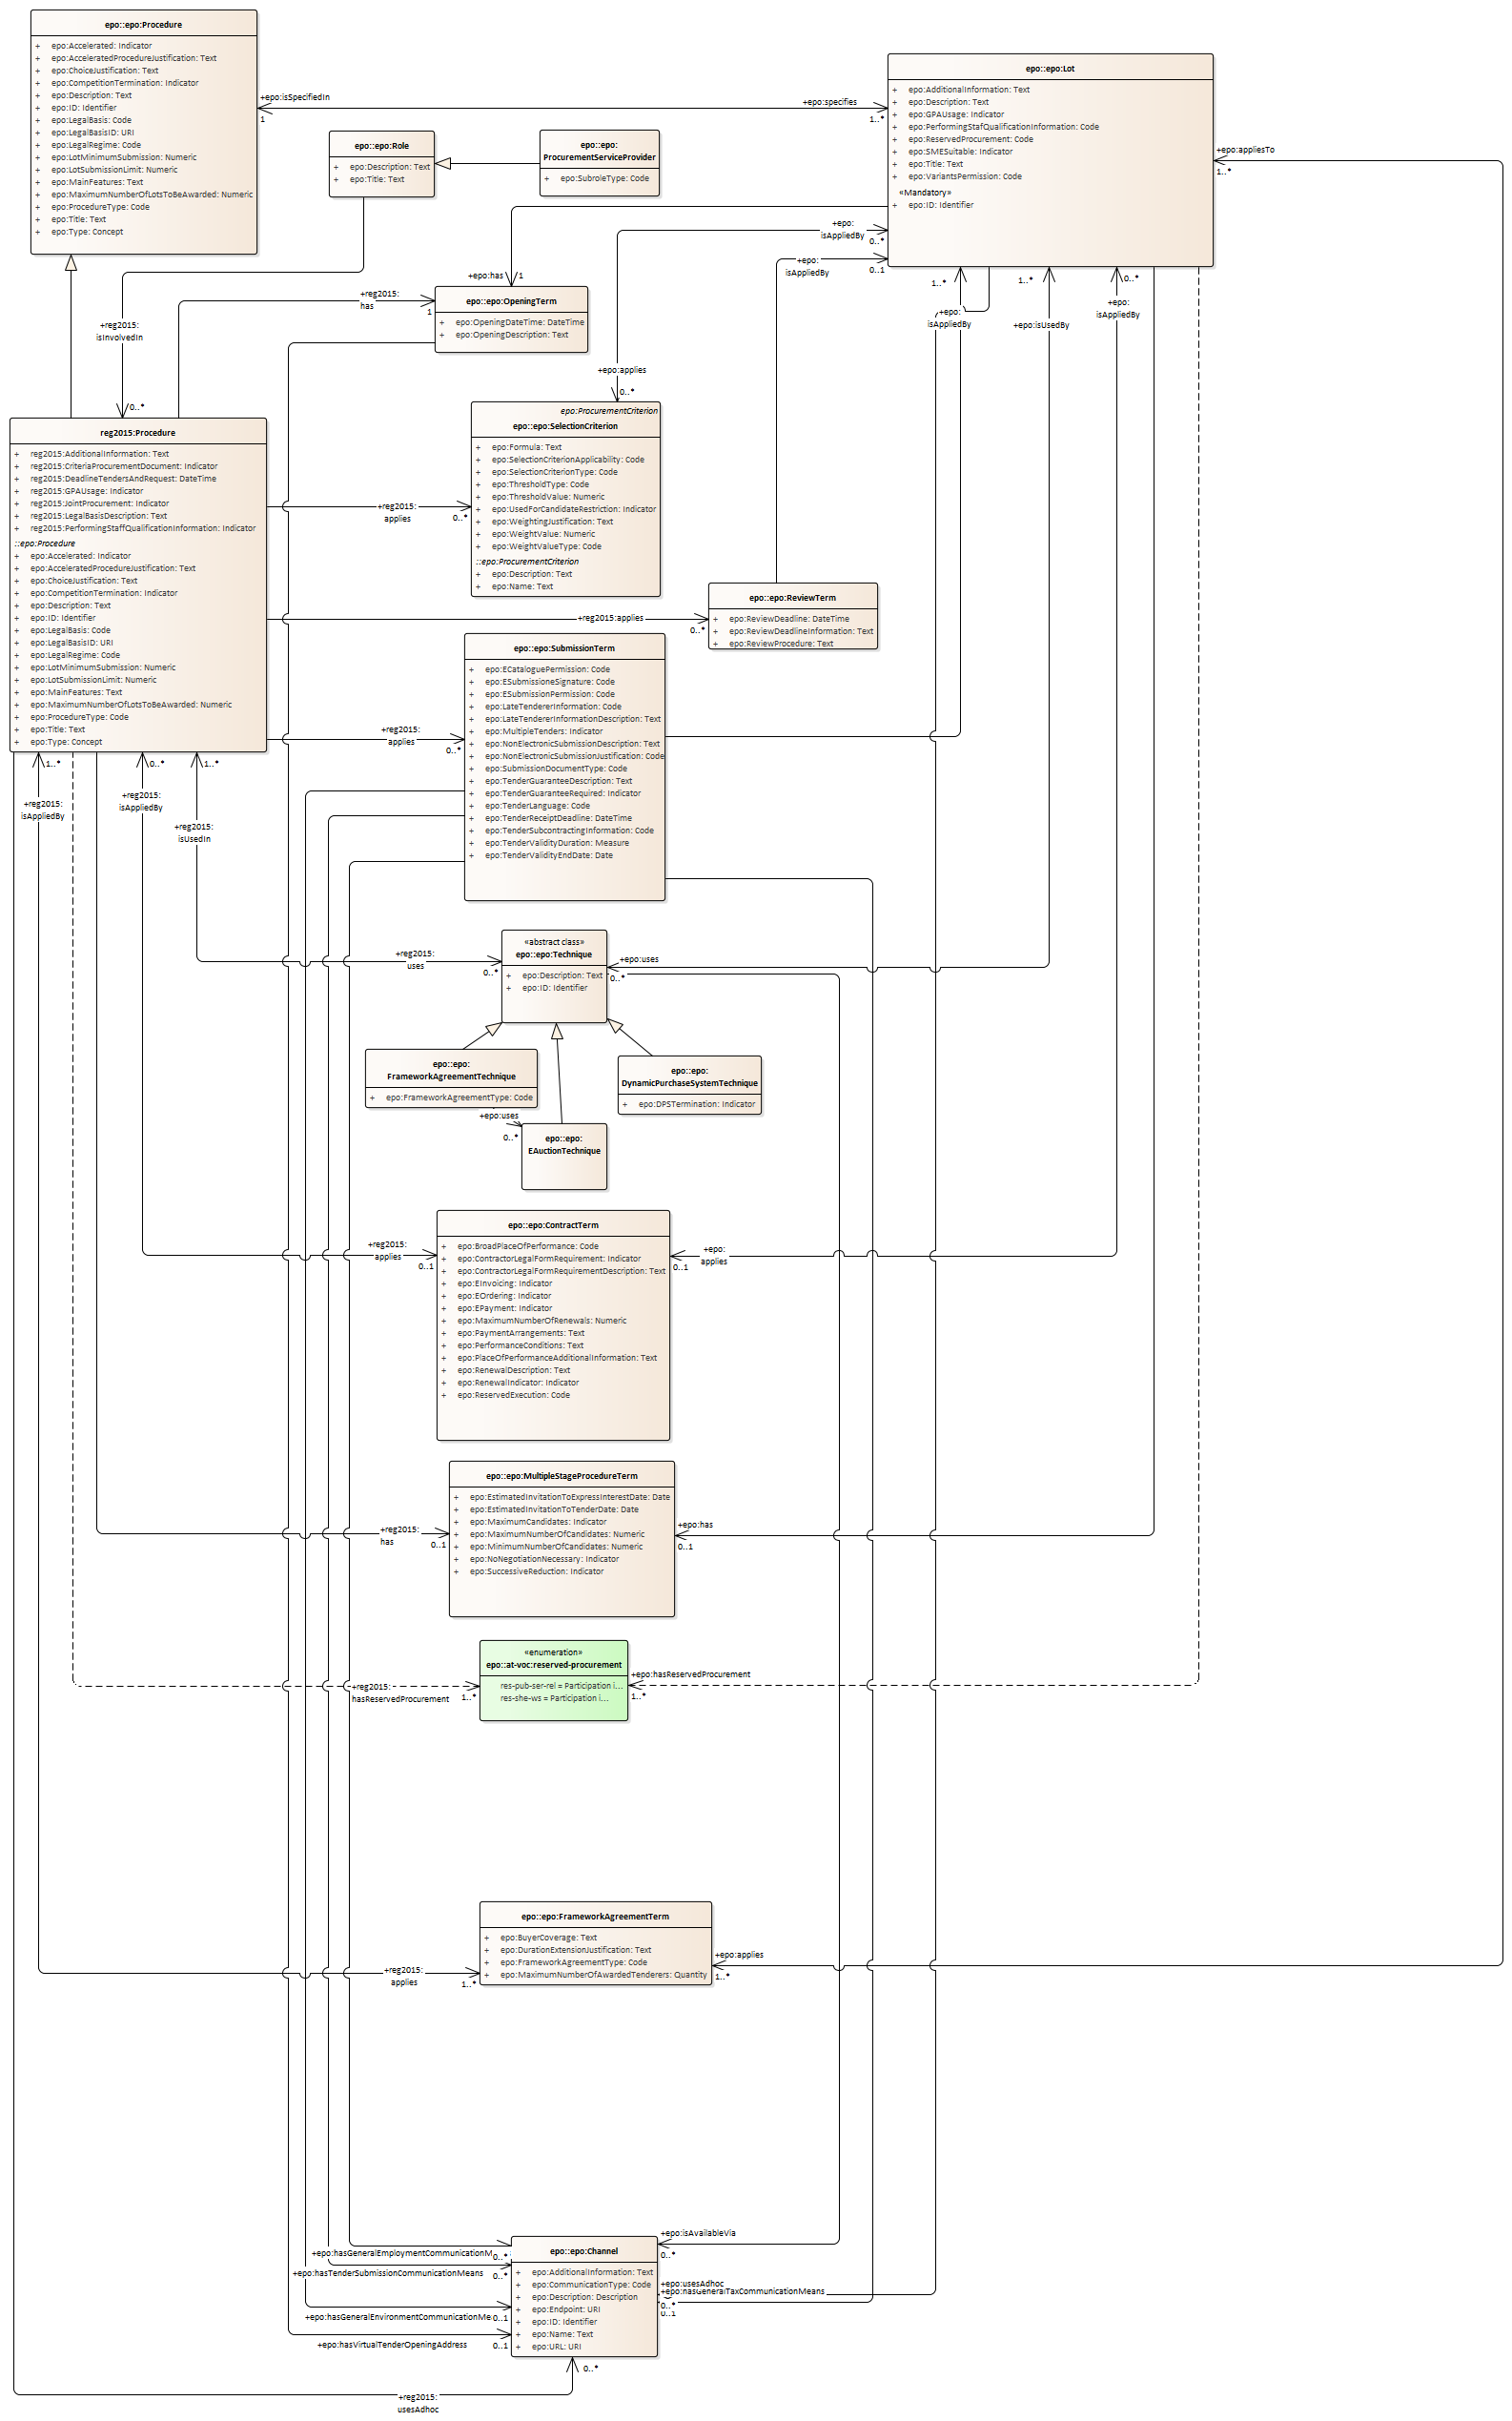 epo::epo:Procedure
+ epo:Accelerated: Indicator
+ epo:AcceleratedProcedureJustification: Text
+ epo:ChoiceJustification: Text
+ epo:CompetitionTermination: Indicator
+ epo:Description: Text
+ epo:ID: Identifier
+ epo:LegalBasis: Code
+ epo:LegalBasisID: URI
+ epo:LegalRegime: Code
+ epo:LotMinimumSubmission: Numeric
+ epo:LotSubmissionLimit: Numeric
+ epo:MainFeatures: Text
+ epo:MaximumNumberOfLotsToBeAwarded: Numeric
+ epo:ProcedureType: Code
+ epo:Title: Text
+ epo:Type: Concept
+epo:isSpecifiedIn
1
+epo:specifies
1..*
epo::epo:Lot
+ epo:AdditionalInformation: Text
+ epo:Description: Text
+ epo:GPAUsage: Indicator
+ epo:PerformingStafQualificationInformation: Code
+ epo:ReservedProcurement: Code
+ epo:SMESuitable: Indicator
+ epo:Title: Text
+ epo:VariantsPermission: Code
«Mandatory»
+ epo:ID: Identifier
+epo:appliesTo
1..*
epo::epo:Role
+ epo:Description: Text
+ epo:Title: Text
epo::epo:
ProcurementServiceProvider
+ epo:SubroleType: Code
+epo:
isAppliedBy
0..*
+epo:
isAppliedBy
0..1
+epo:has
1
1..*
+epo:
isAppliedBy
1..*
+epo:isUsedBy
0..*
+epo:
isAppliedBy
+reg2015:
has
1
+reg2015:
isInvolvedIn
0..*
epo::epo:OpeningTerm
+ epo:OpeningDateTime: DateTime
+ epo:OpeningDescription: Text
+epo:applies
0..*
epo:ProcurementCriterion
epo::epo:SelectionCriterion
+ epo:Formula: Text
+ epo:SelectionCriterionApplicability: Code
+ epo:SelectionCriterionType: Code
+ epo:ThresholdType: Code
+ epo:ThresholdValue: Numeric
+ epo:UsedForCandidateRestriction: Indicator
+ epo:WeightingJustification: Text
+ epo:WeightValue: Numeric
+ epo:WeightValueType: Code
::epo:ProcurementCriterion
+ epo:Description: Text
+ epo:Name: Text
reg2015:Procedure
+ reg2015:AdditionalInformation: Text
+ reg2015:CriteriaProcurementDocument: Indicator
+ reg2015:DeadlineTendersAndRequest: DateTime
+ reg2015:GPAUsage: Indicator
+ reg2015:JointProcurement: Indicator
+ reg2015:LegalBasisDescription: Text
+ reg2015:PerformingStaffQualificationInformation: Indicator
::epo:Procedure
+ epo:Accelerated: Indicator
+ epo:AcceleratedProcedureJustification: Text
+ epo:ChoiceJustification: Text
+ epo:CompetitionTermination: Indicator
+ epo:Description: Text
+ epo:ID: Identifier
+ epo:LegalBasis: Code
+ epo:LegalBasisID: URI
+ epo:LegalRegime: Code
+ epo:LotMinimumSubmission: Numeric
+ epo:LotSubmissionLimit: Numeric
+ epo:MainFeatures: Text
+ epo:MaximumNumberOfLotsToBeAwarded: Numeric
+ epo:ProcedureType: Code
+ epo:Title: Text
+ epo:Type: Concept
+reg2015:
applies
0..*
+reg2015:applies
0..*
epo::epo:ReviewTerm
+ epo:ReviewDeadline: DateTime
+ epo:ReviewDeadlineInformation: Text
+ epo:ReviewProcedure: Text
+reg2015:
applies
0..*
epo::epo:SubmissionTerm
+ epo:ECataloguePermission: Code
+ epo:ESubmissioneSignature: Code
+ epo:ESubmissionPermission: Code
+ epo:LateTendererInformation: Code
+ epo:LateTendererInformationDescription: Text
+ epo:MultipleTenders: Indicator
+ epo:NonElectronicSubmissionDescription: Text
+ epo:NonElectronicSubmissionJustification: Code
+ epo:SubmissionDocumentType: Code
+ epo:TenderGuaranteeDescription: Text
+ epo:TenderGuaranteeRequired: Indicator
+ epo:TenderLanguage: Code
+ epo:TenderReceiptDeadline: DateTime
+ epo:TenderSubcontractingInformation: Code
+ epo:TenderValidityDuration: Measure
+ epo:TenderValidityEndDate: Date
1..*
+reg2015:
isAppliedBy
0..*
+reg2015:
isAppliedBy
1..*
+reg2015:
isUsedIn
+reg2015:
uses
0..*
«abstract class»
epo::epo:Technique
+ epo:Description: Text
+ epo:ID: Identifier
+epo:uses
0..*
epo::epo:
FrameworkAgreementTechnique
+ epo:FrameworkAgreementType: Code
epo::epo:
DynamicPurchaseSystemTechnique
+ epo:DPSTermination: Indicator
+epo:uses
0..*
epo::epo:
EAuctionTechnique
+reg2015:
applies
0..1
epo::epo:ContractTerm
+ epo:BroadPlaceOfPerformance: Code
+ epo:ContractorLegalFormRequirement: Indicator
+ epo:ContractorLegalFormRequirementDescription: Text
+ epo:EInvoicing: Indicator
+ epo:EOrdering: Indicator
+ epo:EPayment: Indicator
+ epo:MaximumNumberOfRenewals: Numeric
+ epo:PaymentArrangements: Text
+ epo:PerformanceConditions: Text
+ epo:PlaceOfPerformanceAdditionalInformation: Text
+ epo:RenewalDescription: Text
+ epo:RenewalIndicator: Indicator
+ epo:ReservedExecution: Code
+epo:
applies
0..1
+reg2015:
has
0..1
epo::epo:MultipleStageProcedureTerm
+ epo:EstimatedInvitationToExpressInterestDate: Date
+ epo:EstimatedInvitationToTenderDate: Date
+ epo:MaximumCandidates: Indicator
+ epo:MaximumNumberOfCandidates: Numeric
+ epo:MinimumNumberOfCandidates: Numeric
+ epo:NoNegotiationNecessary: Indicator
+ epo:SuccessiveReduction: Indicator
+epo:has
0..1
+reg2015:
hasReservedProcurement
1..*
«enumeration»
epo::at-voc:reserved-procurement
res-pub-ser-rel = Participation i...
res-she-ws = Participation i...
+epo:hasReservedProcurement
1..*
+reg2015:
applies
1..*
epo::epo:FrameworkAgreementTerm
+ epo:BuyerCoverage: Text
+ epo:DurationExtensionJustification: Text
+ epo:FrameworkAgreementType: Code
+ epo:MaximumNumberOfAwardedTenderers: Quantity
+epo:applies
1..*
+epo:hasGeneralEmploymentCommunicationM
0..*
+epo:hasTenderSubmissionCommunicationMeans
0..*
+epo:hasGeneralEnvironmentCommunicationMe
0..1
+epo:hasVirtualTenderOpeningAddress
0..1
epo::epo:Channel
+ epo:AdditionalInformation: Text
+ epo:CommunicationType: Code
+ epo:Description: Description
+ epo:Endpoint: URI
+ epo:ID: Identifier
+ epo:Name: Text
+ epo:URL: URI
+epo:isAvailableVia
0..*
+epo:usesAdhoc
+epo:hasGeneralTaxCommunicationMeans
0..*
0..1
0..*
+reg2015:
usesAdhoc